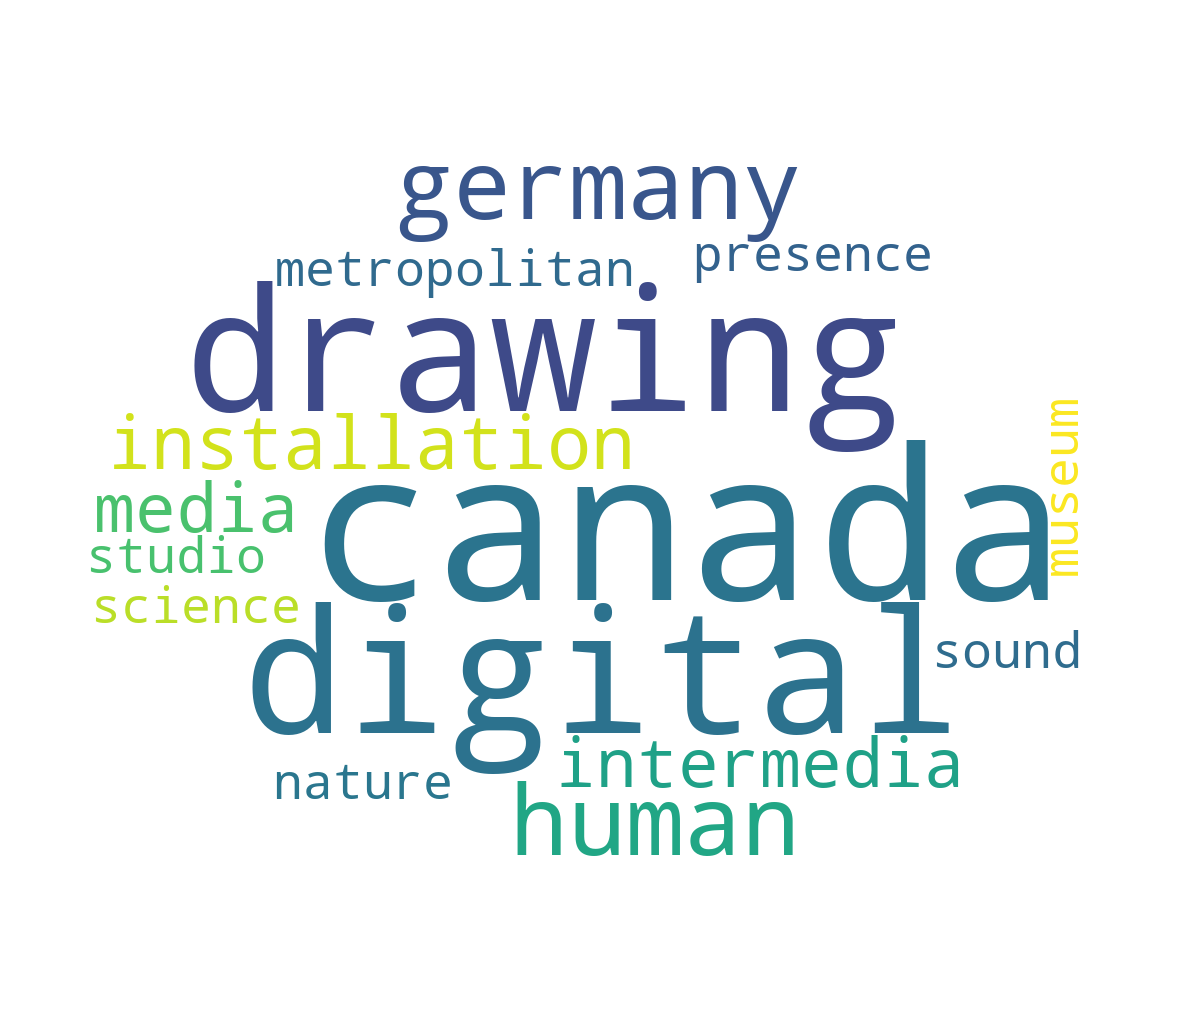 germany
metropolitan
presence
drawing
installation
museum
canada
media
studio
science
digital
sound
intermedia
nature
human